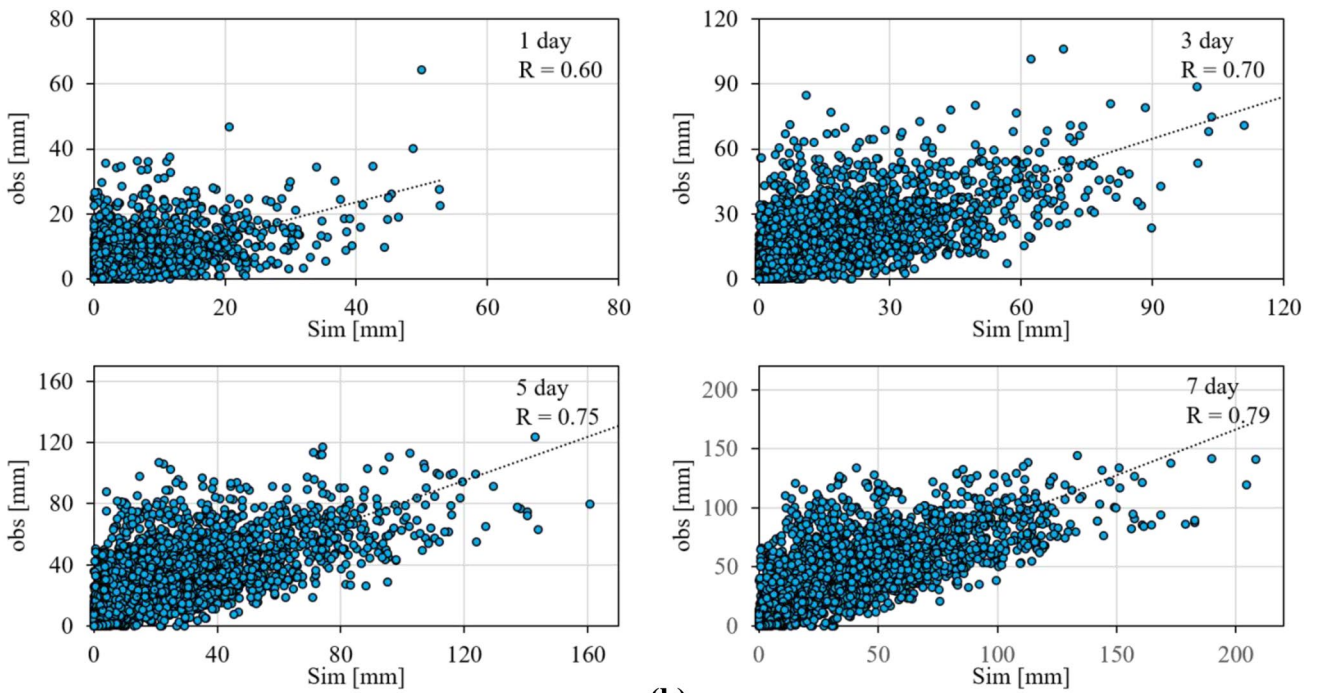 80
60
40
20
0
obs [mm]
1 day
R = 0.60
0 20 40 60 80
Sim [mm]
120
90
60
30
0
obs [mm]
3 day
R = 0.70
0 30 60 90 120
Sim [mm]
160
120
80
40
0
obs [mm]
5 day
R = 0.75
0 40 80 120 160
Sim [mm]
200
150
100
50
0
obs [mm]
7 day
R = 0.79
0 50 100 150 200
Sim [mm]